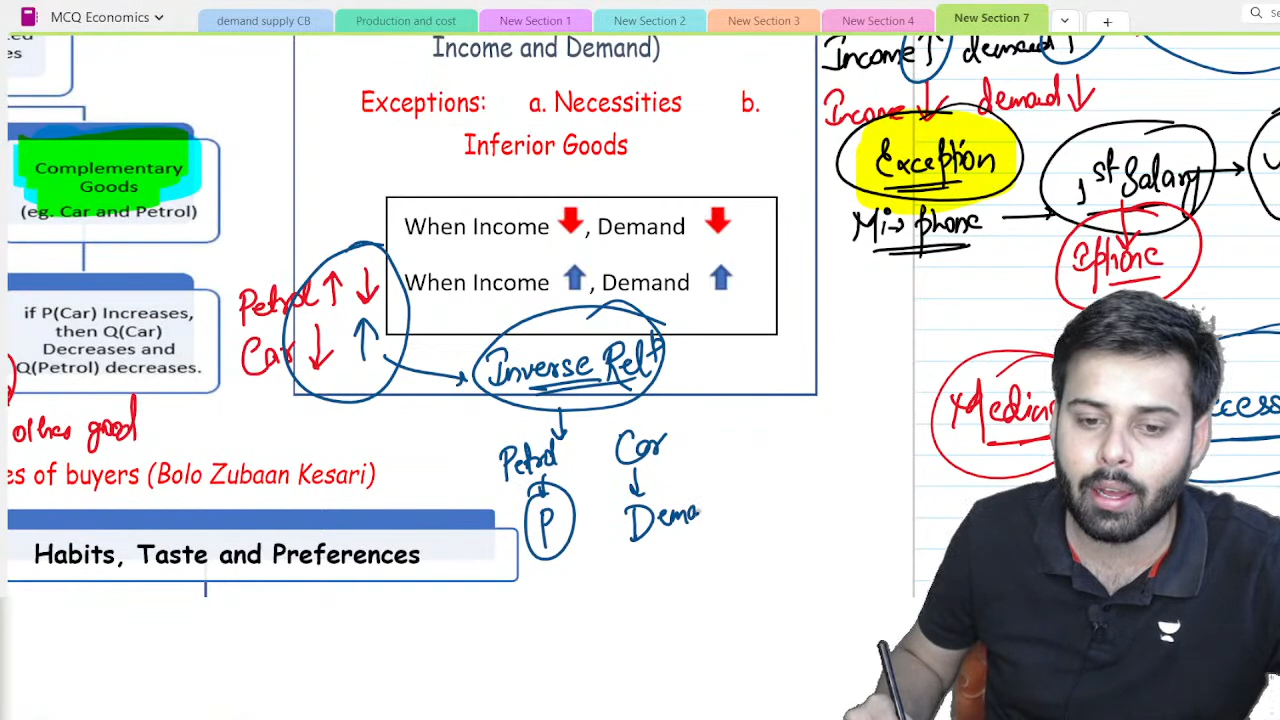 MCQ Economics
demand supply CB
Production and cost
New Section 1
New Section 2
New Section 3
New Section 4
New Section 7
es
Complementary
Goods
(eg. Car and Petrol)
if P(Car) Increases,
then Q(Car)
Decreases and
Q(Petrol) decreases.
other good
es of buyers (Bolo Zubaan Kesari)
Habits, Taste and Preferences
Income and Demand)
Exceptions: a. Necessities b.
Inferior Goods
When Income ↓, Demand ↓
When Income ↑, Demand ↑
Petrol ↑ ↓
Car ↓ ↑
Inverse Relt
Petrol Car
↓ ↓
P Dema
Income ↑ demand ↑
Income ↓ demand ↓
Exception
1st Salary
Mi → phone
Iphone